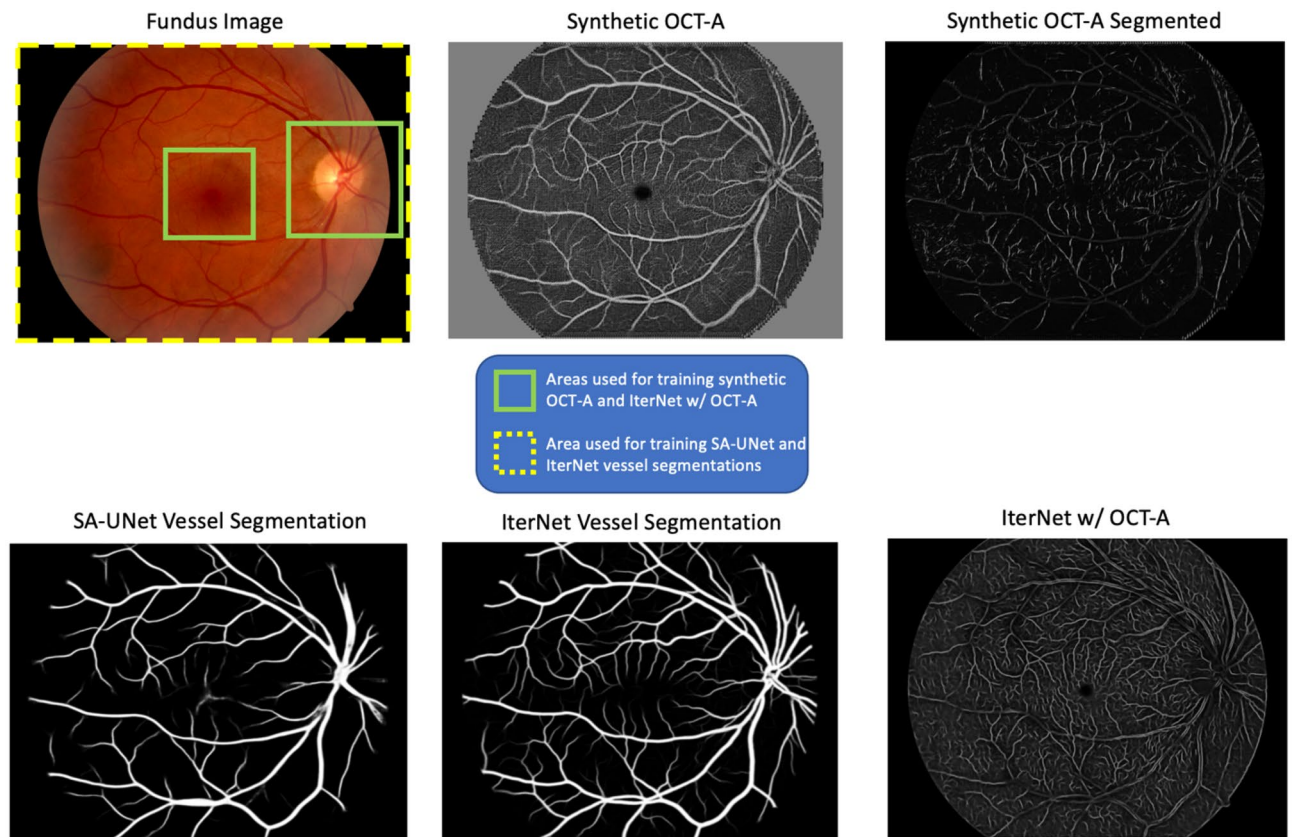 Fundus Image
Synthetic OCT-A
Synthetic OCT-A Segmented
Areas used for training synthetic
OCT-A and IterNet w/ OCT-A
Area used for training SA-UNet and
IterNet vessel segmentations
SA-UNet Vessel Segmentation
IterNet Vessel Segmentation
IterNet w/ OCT-A